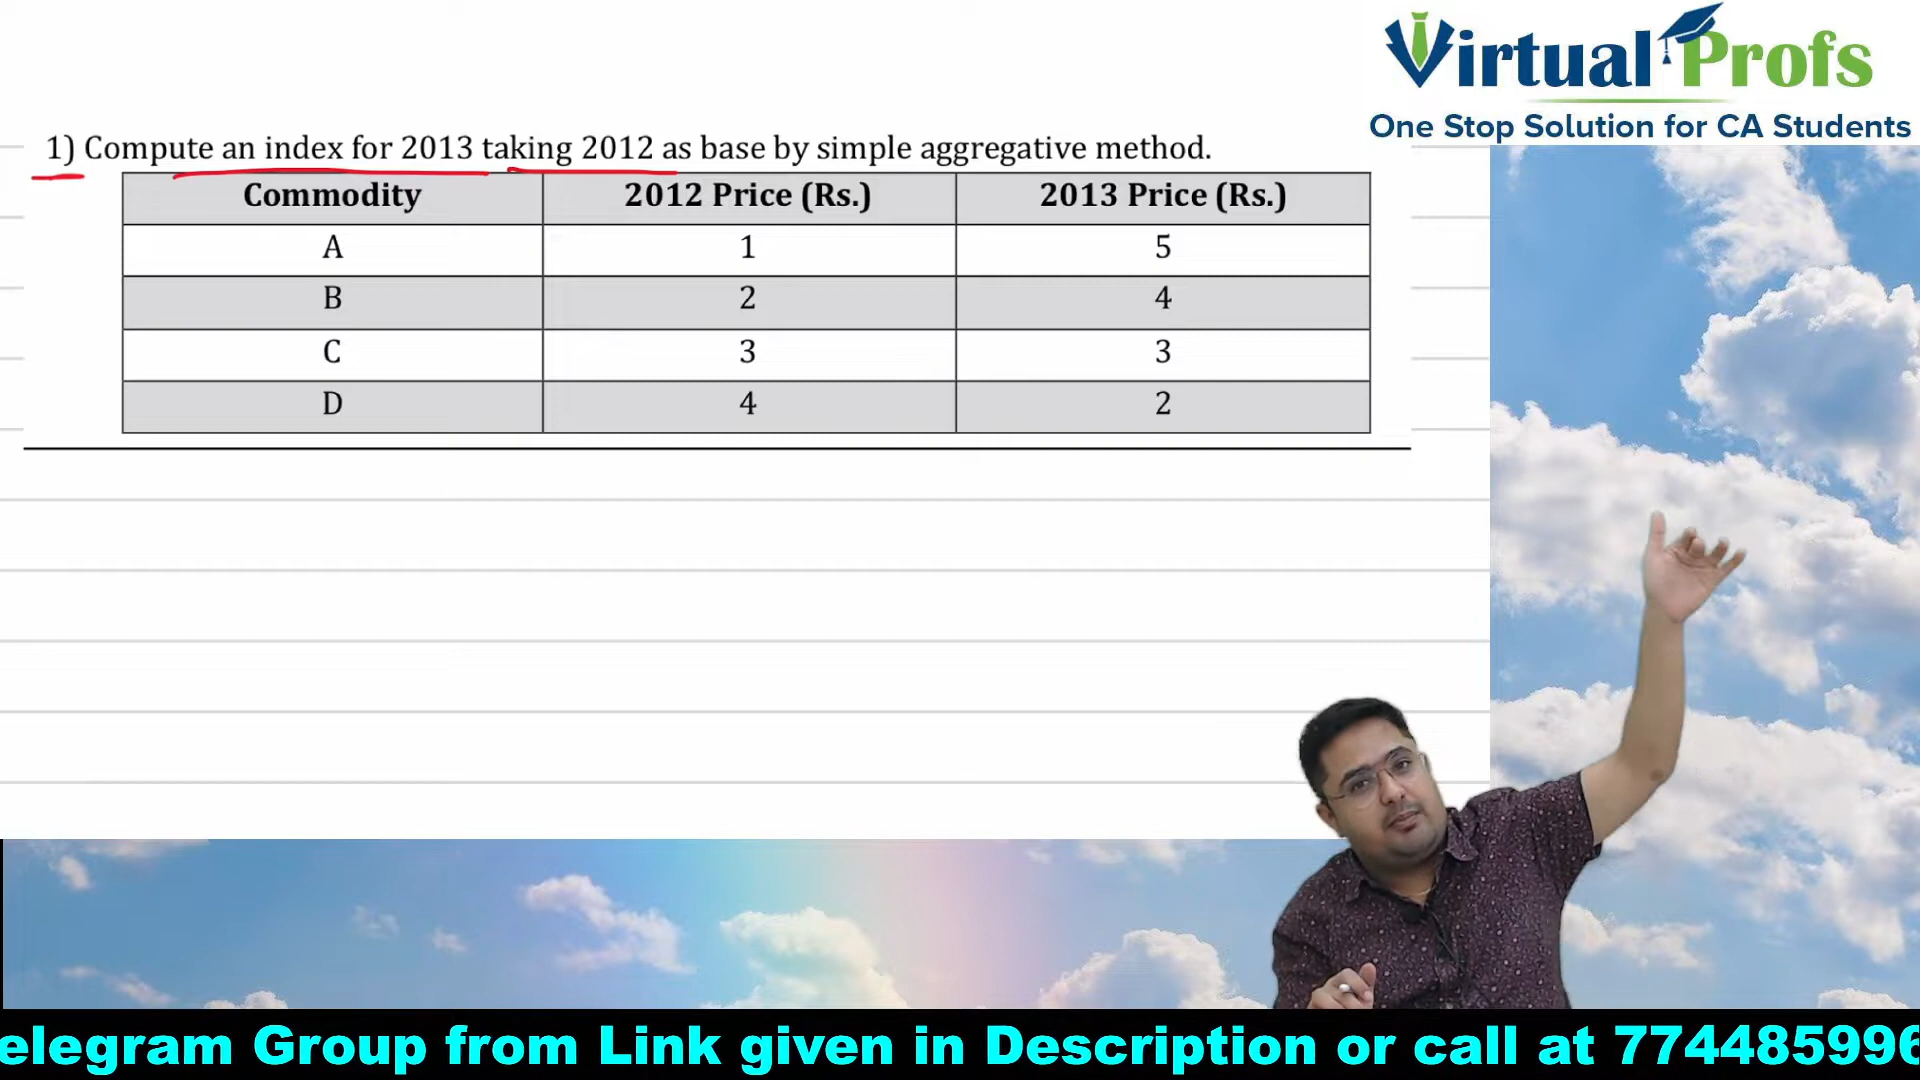 Virtual Profs
One Stop Solution for CA Students
1) Compute an index for 2013 taking 2012 as base by simple aggregative method.
Commodity 2012 Price (Rs.) 2013 Price (Rs.)
A 1 5
B 2 4
C 3 3
D 4 2
elegram Group from Link given in Description or call at 774485996